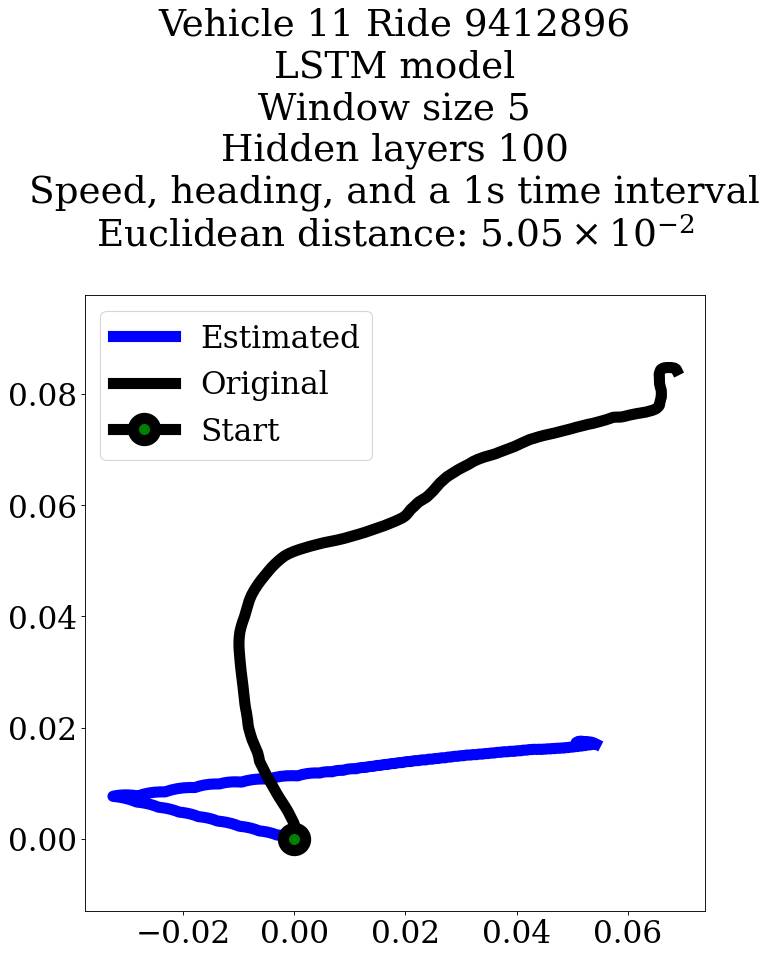 Vehicle 11 Ride 9412896
LSTM model
Window size 5
Hidden layers 100
Speed, heading, and a 1s time interval
Euclidean distance: 5.05 × 10⁻²
Estimated
Original
Start
0.08
0.06
0.04
0.02
0.00
−0.02 0.00 0.02 0.04 0.06